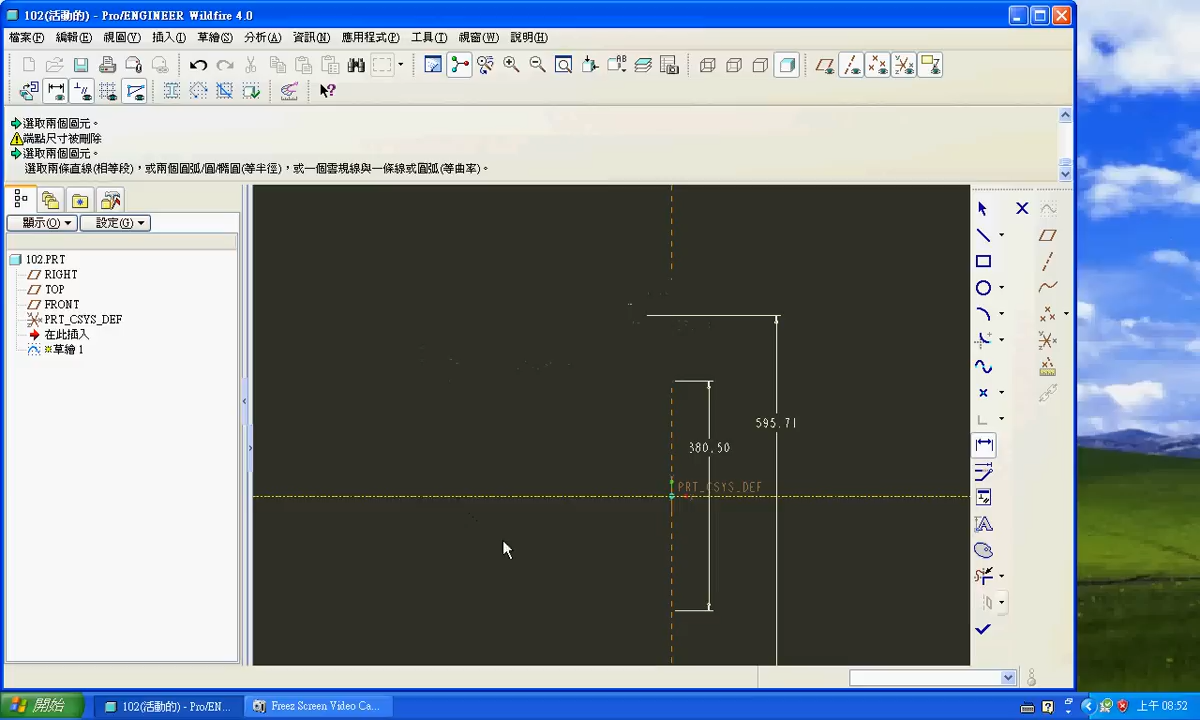 102(活動的) - Pro/ENGINEER Wildfire 4.0
檔案(F) 編輯(E) 視圖(V) 插入(I) 草繪(S) 分析(A) 資訊(N) 應用程式(P) 工具(T) 視窗(W) 說明(H)
選取兩個圖元。
端點尺寸被刪除
選取兩個圖元。
選取兩條直線(相等段), 或兩個圓弧/圓/橢圓(等半徑), 或一個雲規線與一條線或圓弧(等曲率)。
顯示(O) 設定(G)
102.PRT
RIGHT
TOP
FRONT
PRT_CSYS_DEF
在此插入
※草繪 1
595.71
380.50
PRT_CSYS_DEF
開始 102(活動的) - Pro/EN... Freez Screen Video Ca... 上午 08:52